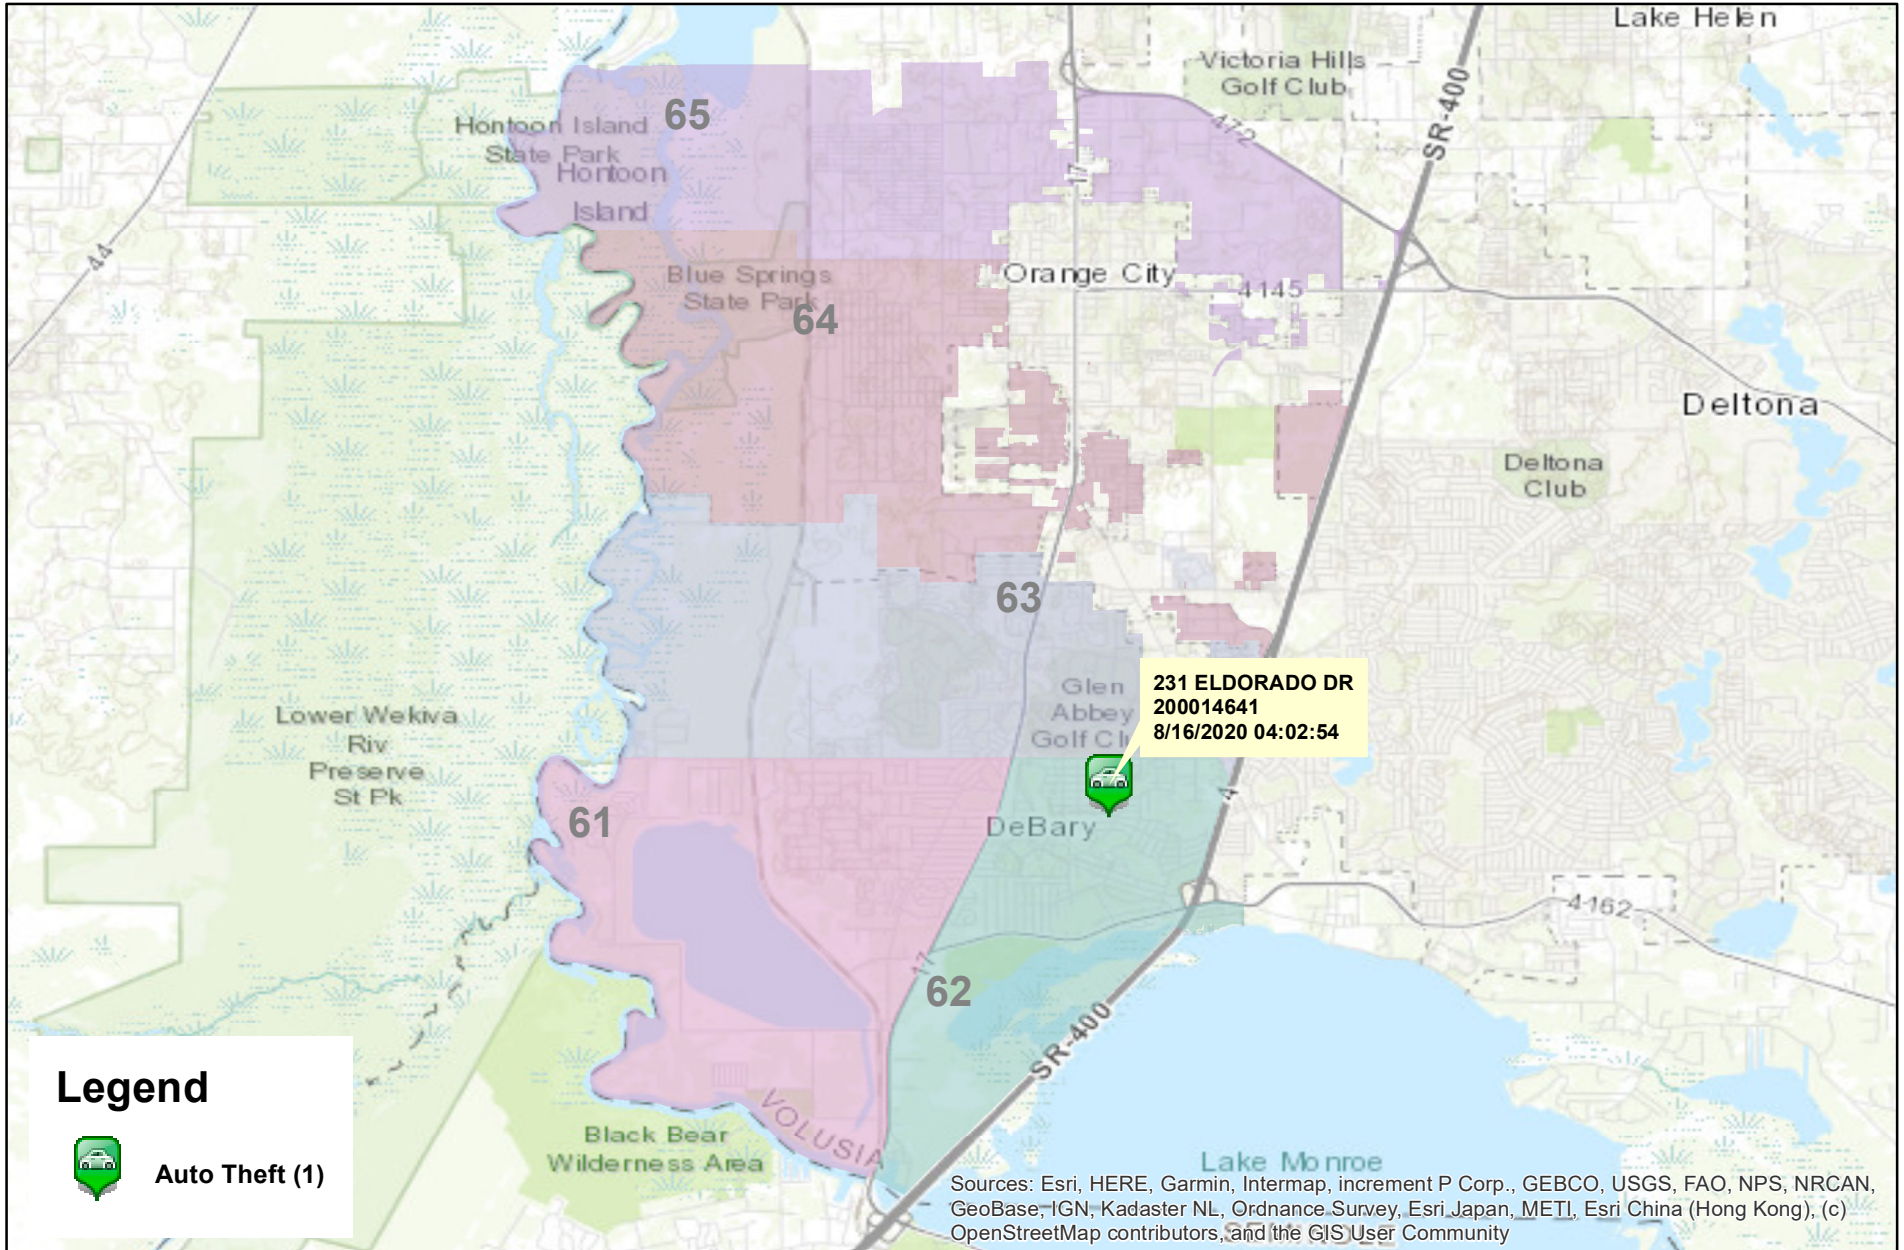 Lake Helen
Victoria Hills
Golf Club
SR-400
472
65
Hontoon Island
State Park
Hontoon
Island
17
44
Blue Springs
State Park
64
Orange City
4145
Deltona
Deltona
Club
63
Glen
Abbey
Golf Cl
231 ELDORADO DR
200014641
8/16/2020 04:02:54
Lower Wekiva
Riv
Preserve
St Pk
61
DeBary
4
4162
17
62
SR-400
VOLUSIA
Black Bear
Wilderness Area
Lake Monroe
Legend
Auto Theft (1)
Sources: Esri, HERE, Garmin, Intermap, increment P Corp., GEBCO, USGS, FAO, NPS, NRCAN,
GeoBase, IGN, Kadaster NL, Ordnance Survey, Esri Japan, METI, Esri China (Hong Kong), (c)
OpenStreetMap contributors, and the GIS User Community